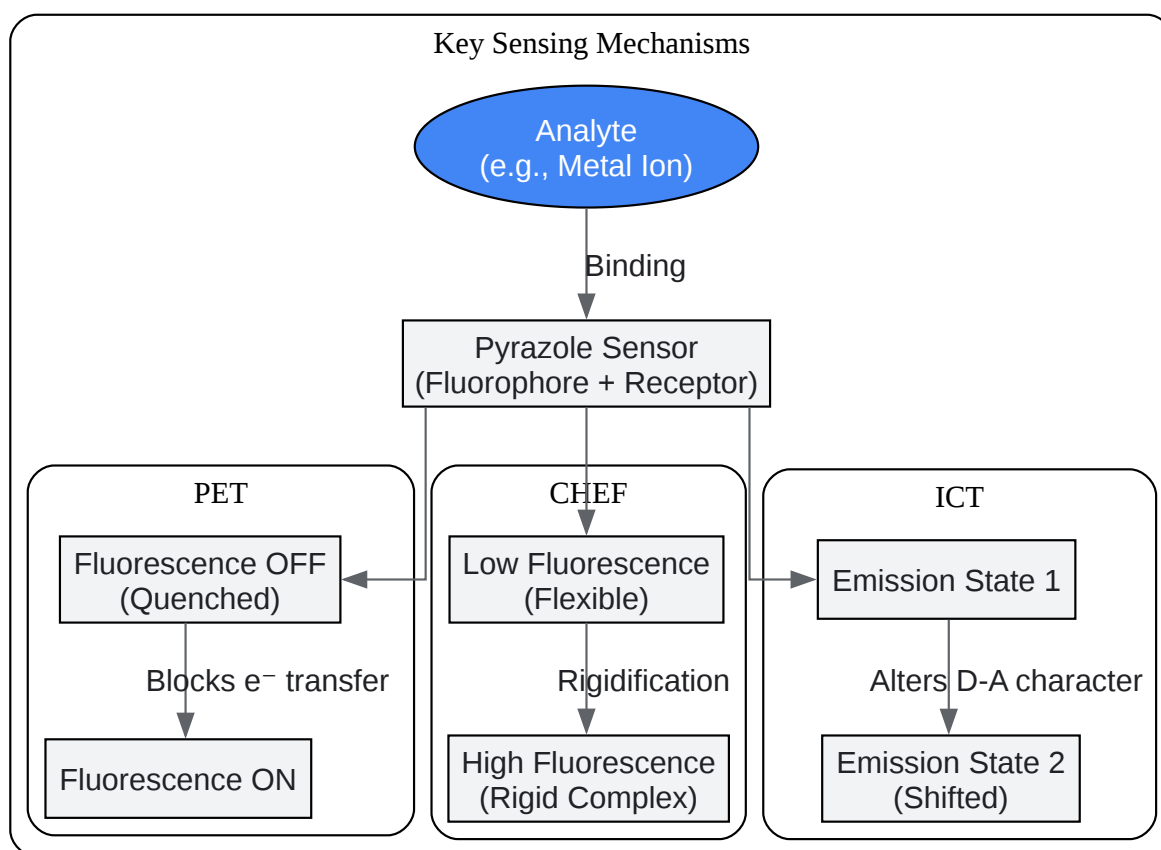 Key Sensing Mechanisms
Analyte
(e.g., Metal Ion)
Binding
Pyrazole Sensor
(Fluorophore + Receptor)
PET
Fluorescence OFF
(Quenched)
Blocks e⁻ transfer
Fluorescence ON
CHEF
Low Fluorescence
(Flexible)
Rigidification
High Fluorescence
(Rigid Complex)
ICT
Emission State 1
Alters D-A character
Emission State 2
(Shifted)